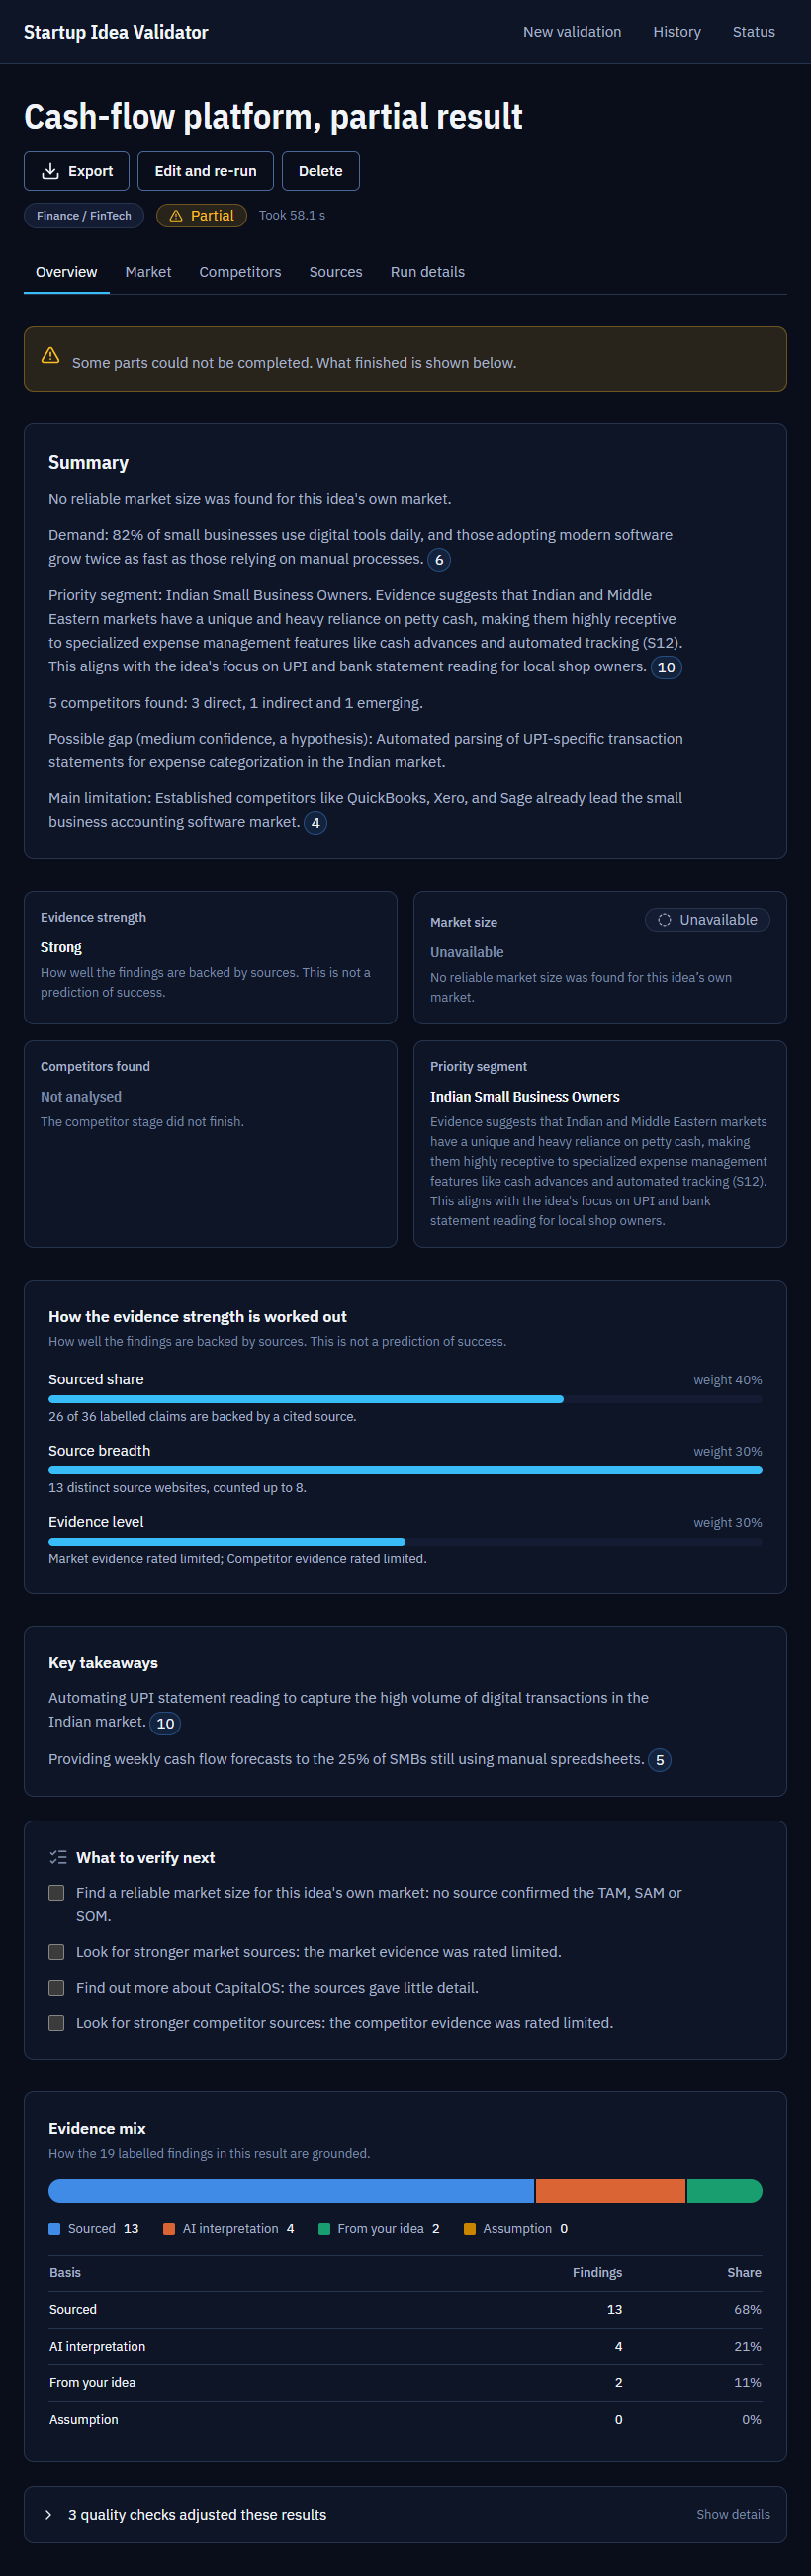 Startup Idea Validator
New validation
History
Status
Cash-flow platform, partial result
Export
Edit and re-run
Delete
Finance / FinTech
Partial
Took 58.1 s
Overview
Market
Competitors
Sources
Run details
Some parts could not be completed. What finished is shown below.
Summary
No reliable market size was found for this idea's own market.
Demand: 82% of small businesses use digital tools daily, and those adopting modern software
grow twice as fast as those relying on manual processes. 6
Priority segment: Indian Small Business Owners. Evidence suggests that Indian and Middle
Eastern markets have a unique and heavy reliance on petty cash, making them highly receptive
to specialized expense management features like cash advances and automated tracking (S12).
This aligns with the idea's focus on UPI and bank statement reading for local shop owners. 10
5 competitors found: 3 direct, 1 indirect and 1 emerging.
Possible gap (medium confidence, a hypothesis): Automated parsing of UPI-specific transaction
statements for expense categorization in the Indian market.
Main limitation: Established competitors like QuickBooks, Xero, and Sage already lead the small
business accounting software market. 4
Evidence strength
Strong
How well the findings are backed by sources. This is not a
prediction of success.
Market size
Unavailable
Unavailable
No reliable market size was found for this idea's own
market.
Competitors found
Not analysed
The competitor stage did not finish.
Priority segment
Indian Small Business Owners
Evidence suggests that Indian and Middle Eastern markets
have a unique and heavy reliance on petty cash, making
them highly receptive to specialized expense management
features like cash advances and automated tracking (S12).
This aligns with the idea's focus on UPI and bank
statement reading for local shop owners.
How the evidence strength is worked out
How well the findings are backed by sources. This is not a prediction of success.
Sourced share
weight 40%
26 of 36 labelled claims are backed by a cited source.
Source breadth
weight 30%
13 distinct source websites, counted up to 8.
Evidence level
weight 30%
Market evidence rated limited; Competitor evidence rated limited.
Key takeaways
Automating UPI statement reading to capture the high volume of digital transactions in the
Indian market. 10
Providing weekly cash flow forecasts to the 25% of SMBs still using manual spreadsheets. 5
What to verify next
Find a reliable market size for this idea's own market: no source confirmed the TAM, SAM or
SOM.
Look for stronger market sources: the market evidence was rated limited.
Find out more about CapitalOS: the sources gave little detail.
Look for stronger competitor sources: the competitor evidence was rated limited.
Evidence mix
How the 19 labelled findings in this result are grounded.
Sourced 13
AI interpretation 4
From your idea 2
Assumption 0
Basis Findings Share
Sourced 13 68%
AI interpretation 4 21%
From your idea 2 11%
Assumption 0 0%
3 quality checks adjusted these results
Show details